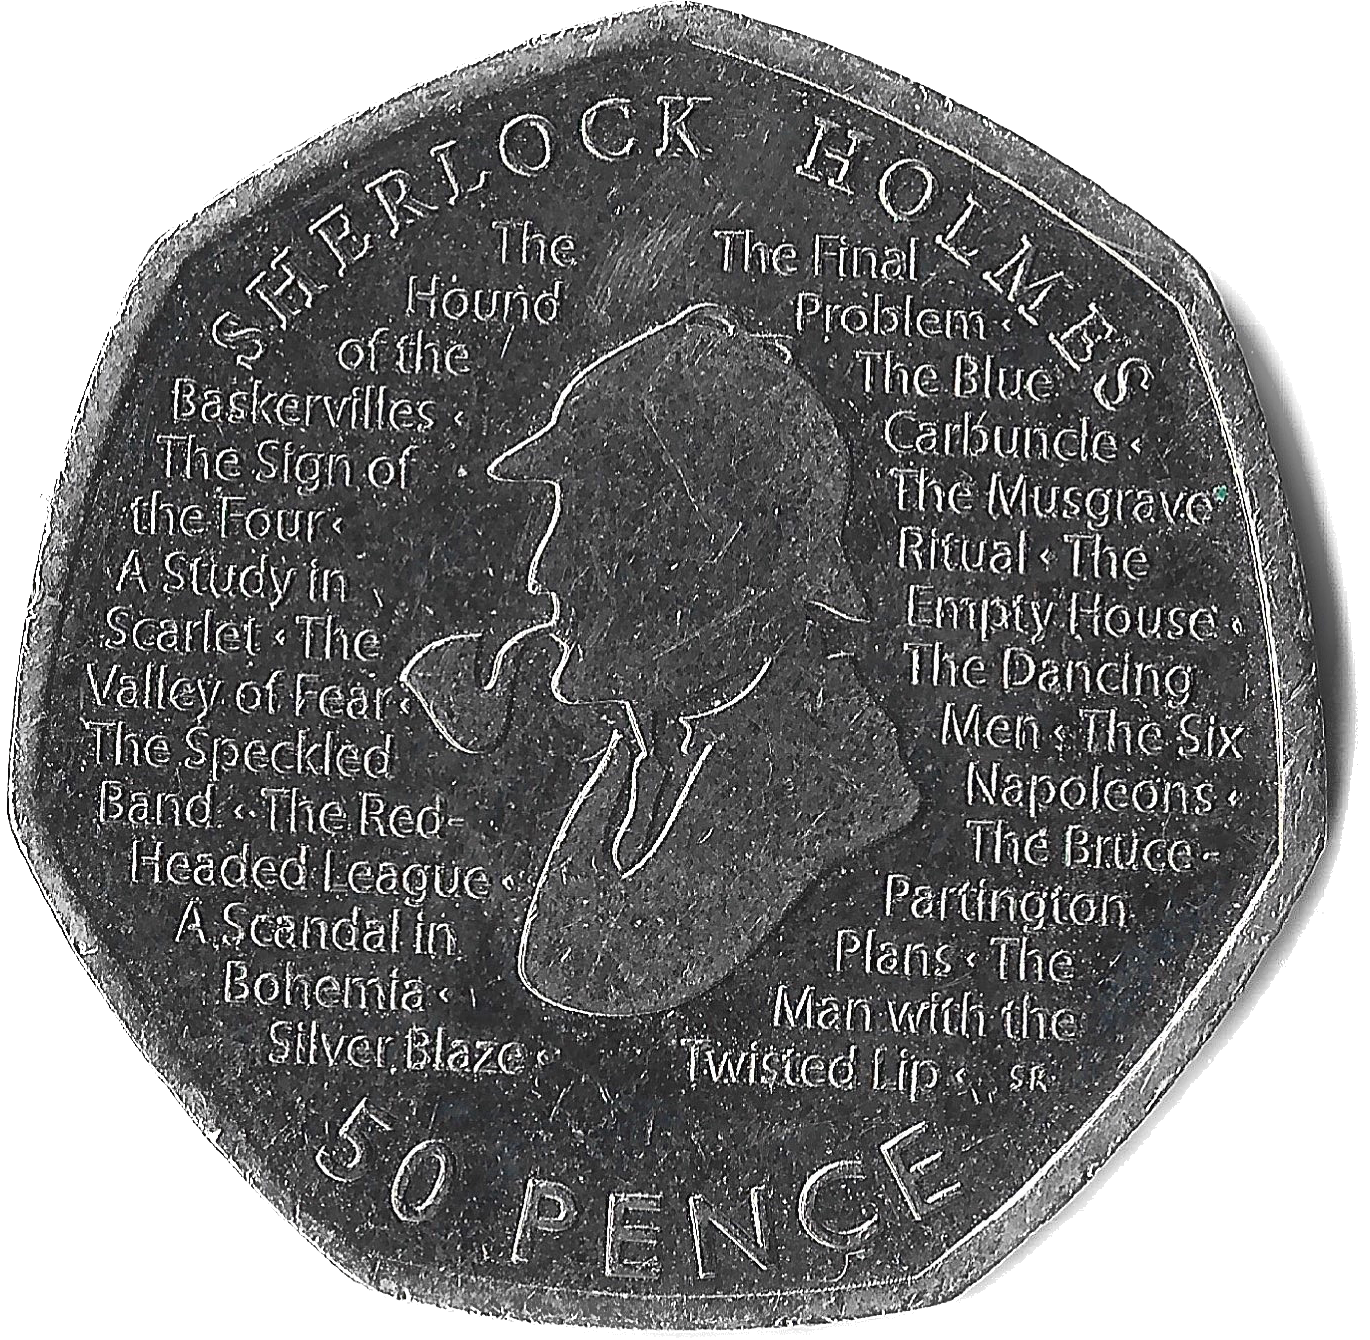 SHERLOCK HOLMES
The
Hound
of the
Baskervilles ·
The Sign of
the Four ·
A Study in
Scarlet · The
Valley of Fear ·
The Speckled
Band · The Red-
Headed League ·
A Scandal in
Bohemia ·
Silver Blaze ·
The Final
Problem ·
The Blue
Carbuncle ·
The Musgrave
Ritual · The
Empty House ·
The Dancing
Men · The Six
Napoleons ·
The Bruce-
Partington
Plans · The
Man with the
Twisted Lip ·
SR
50 PENCE